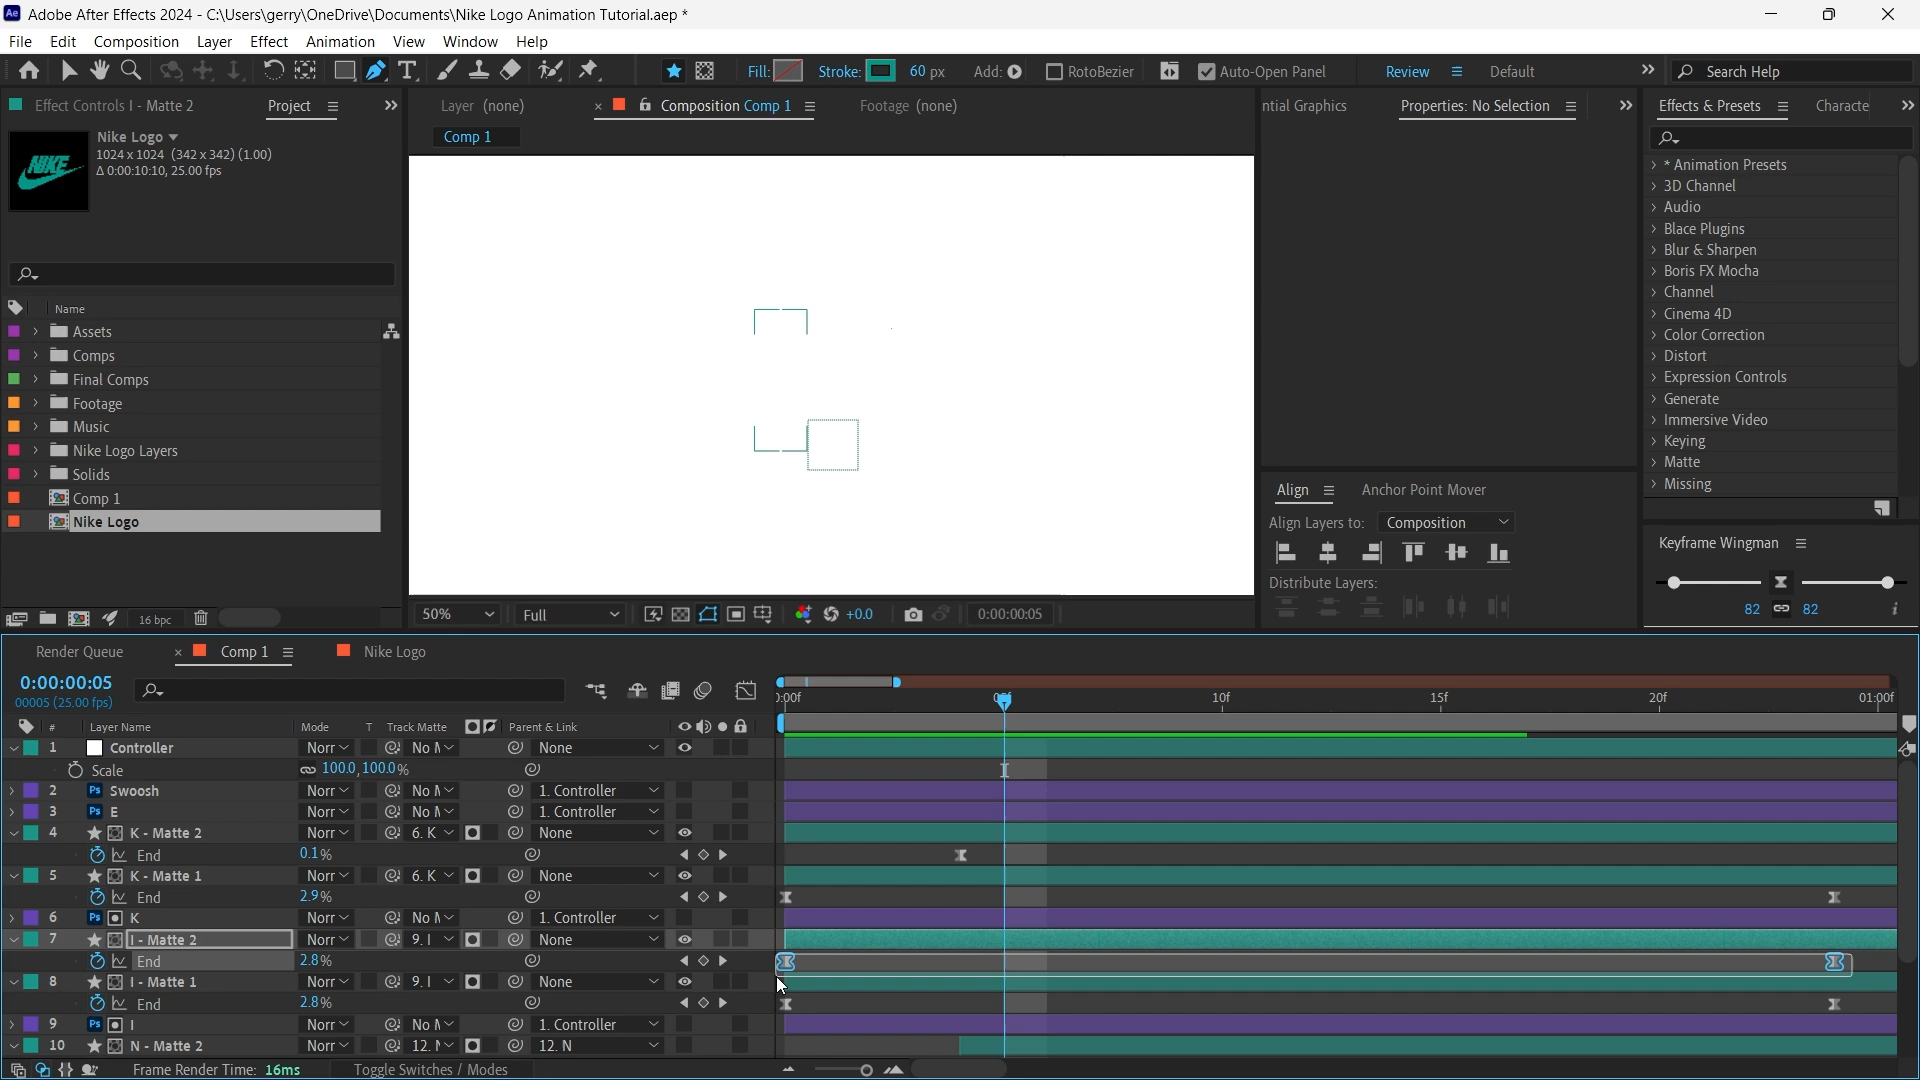 Adobe After Effects 2024 - C:\Users\gerry\OneDrive\Documents\Nike Logo Animation Tutorial.aep *
File Edit Composition Layer Effect Animation View Window Help
Fill: Stroke: 60 px Add: RotoBezier Auto-Open Panel Review Default Search Help
Effect Controls I - Matte 2 Project Layer (none) Composition Comp 1 Footage (none) ntial Graphics Properties: No Selection Effects & Presets Characte
Comp 1
Nike Logo
1024 x 1024 (342 x 342) (1.00)
Δ 0:00:10:10, 25.00 fps
NIKE
Name
Assets
Comps
Final Comps
Footage
Music
Nike Logo Layers
Solids
Comp 1
Nike Logo
16 bpc
50% Full +0.0 0:00:00:05
Align Anchor Point Mover
Align Layers to: Composition
Distribute Layers:
* Animation Presets
3D Channel
Audio
Blace Plugins
Blur & Sharpen
Boris FX Mocha
Channel
Cinema 4D
Color Correction
Distort
Expression Controls
Generate
Immersive Video
Keying
Matte
Missing
Keyframe Wingman
82 82
Render Queue Comp 1 Nike Logo
0:00:00:05
00005 (25.00 fps)
):00f 05f 10f 15f 20f 01:00f
# Layer Name Mode T Track Matte Parent & Link
1 Controller Norr No M None
Scale 100.0, 100.0%
2 Ps Swoosh Norr No M 1. Controller
3 Ps E Norr No M 1. Controller
4 K - Matte 2 Norr 6. K None
End 0.1%
5 K - Matte 1 Norr 6. K None
End 2.9%
6 Ps K Norr No M 1. Controller
7 I - Matte 2 Norr 9. I None
End 2.8%
8 I - Matte 1 Norr 9. I None
End 2.8%
9 Ps I Norr No M 1. Controller
10 N - Matte 2 Norr 12. N 12. N
Frame Render Time: 16ms Toggle Switches / Modes